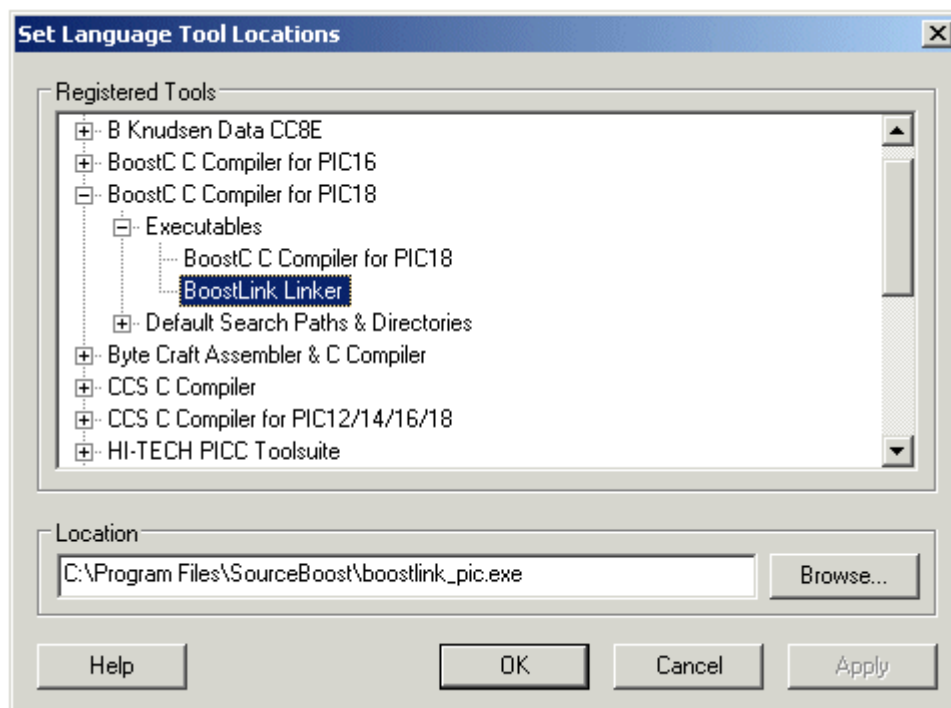 Set Language Tool Locations
Registered Tools
B Knudsen Data CC8E
BoostC C Compiler for PIC16
BoostC C Compiler for PIC18
Executables
BoostC C Compiler for PIC18
BoostLink Linker
Default Search Paths & Directories
Byte Craft Assembler & C Compiler
CCS C Compiler
CCS C Compiler for PIC12/14/16/18
HI-TECH PICC Toolsuite
Location
C:\Program Files\SourceBoost\boostlink_pic.exe
Browse...
Help
OK
Cancel
Apply